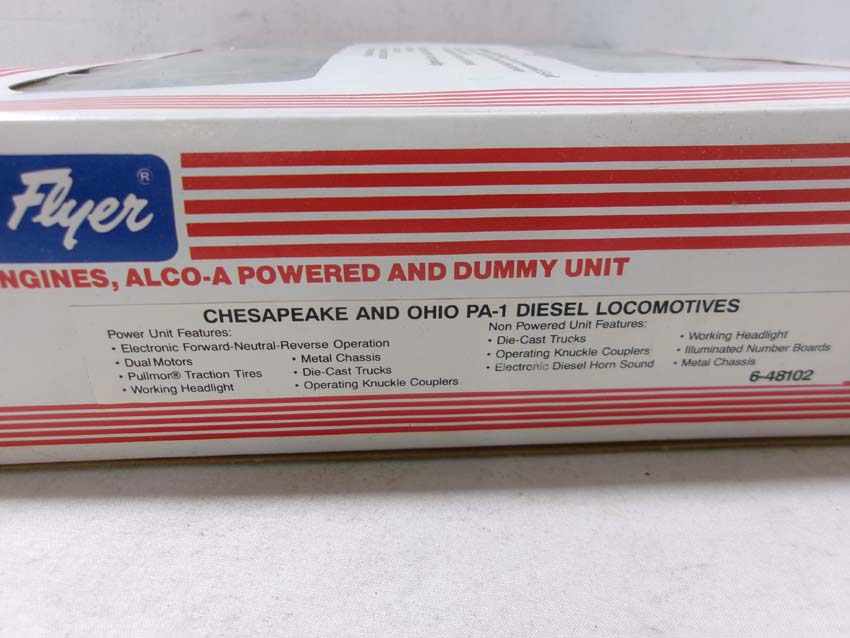 Flyer®
NGINES, ALCO-A POWERED AND DUMMY UNIT
CHESAPEAKE AND OHIO PA-1 DIESEL LOCOMOTIVES
Power Unit Features:
• Electronic Forward-Neutral-Reverse Operation
• Dual Motors
• Pullmor® Traction Tires
• Working Headlight
• Metal Chassis
• Die-Cast Trucks
• Operating Knuckle Couplers
Non Powered Unit Features:
• Die-Cast Trucks
• Operating Knuckle Couplers
• Electronic Diesel Horn Sound
• Working Headlight
• Illuminated Number Boards
• Metal Chassis
6-48102